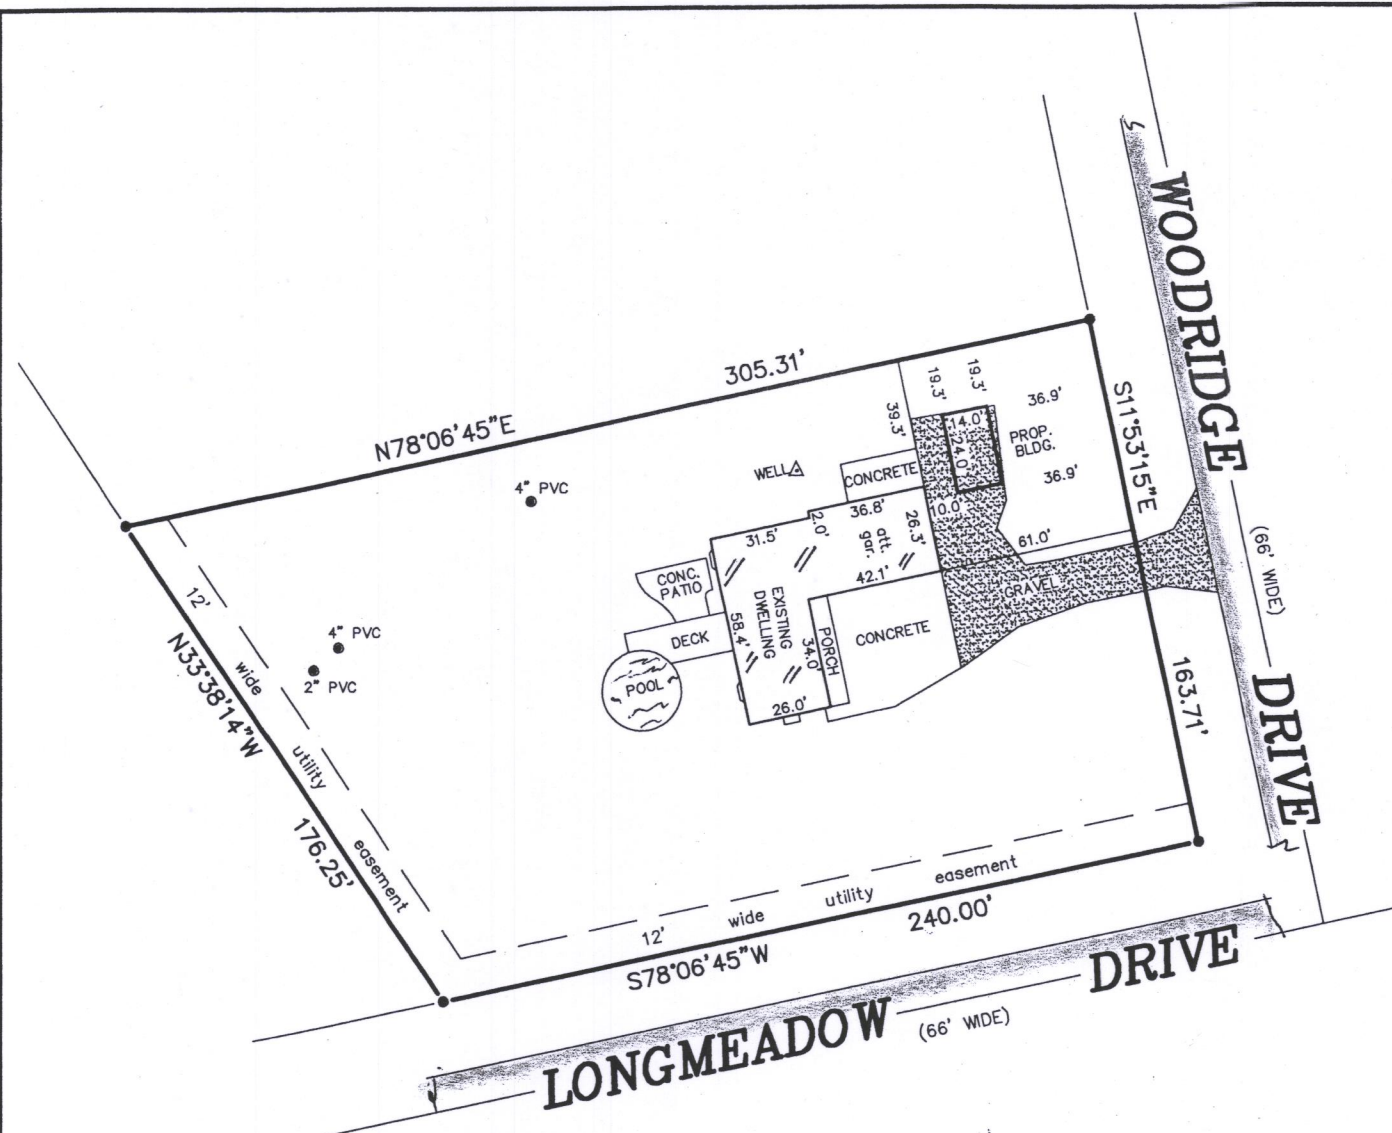 WOODRIDGE DRIVE
(66' WIDE)
305.31'
N78°06'45"E
S11°53'15"E
163.71'
19.3'
19.3'
39.3'
36.9'
14.0'
24.0'
PROP.
BLDG.
36.9'
WELL
4" PVC
CONCRETE
10.0'
36.8'
2.0'
26.3'
31.5'
att.
gar.
42.1'
61.0'
GRAVEL
CONC.
PATIO
DECK
POOL
58.4'
EXISTING
DWELLING
34.0'
PORCH
CONCRETE
26.0'
4" PVC
2" PVC
12' wide utility easement
N33°38'14"W
176.25'
12' wide utility easement
S78°06'45"W
240.00'
LONGMEADOW DRIVE
(66' WIDE)